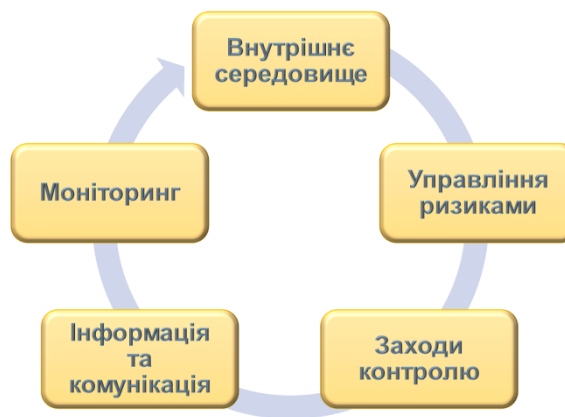 Внутрішнє
середовище
Управління
ризиками
Заходи
контролю
Інформація
та
комунікація
Моніторинг